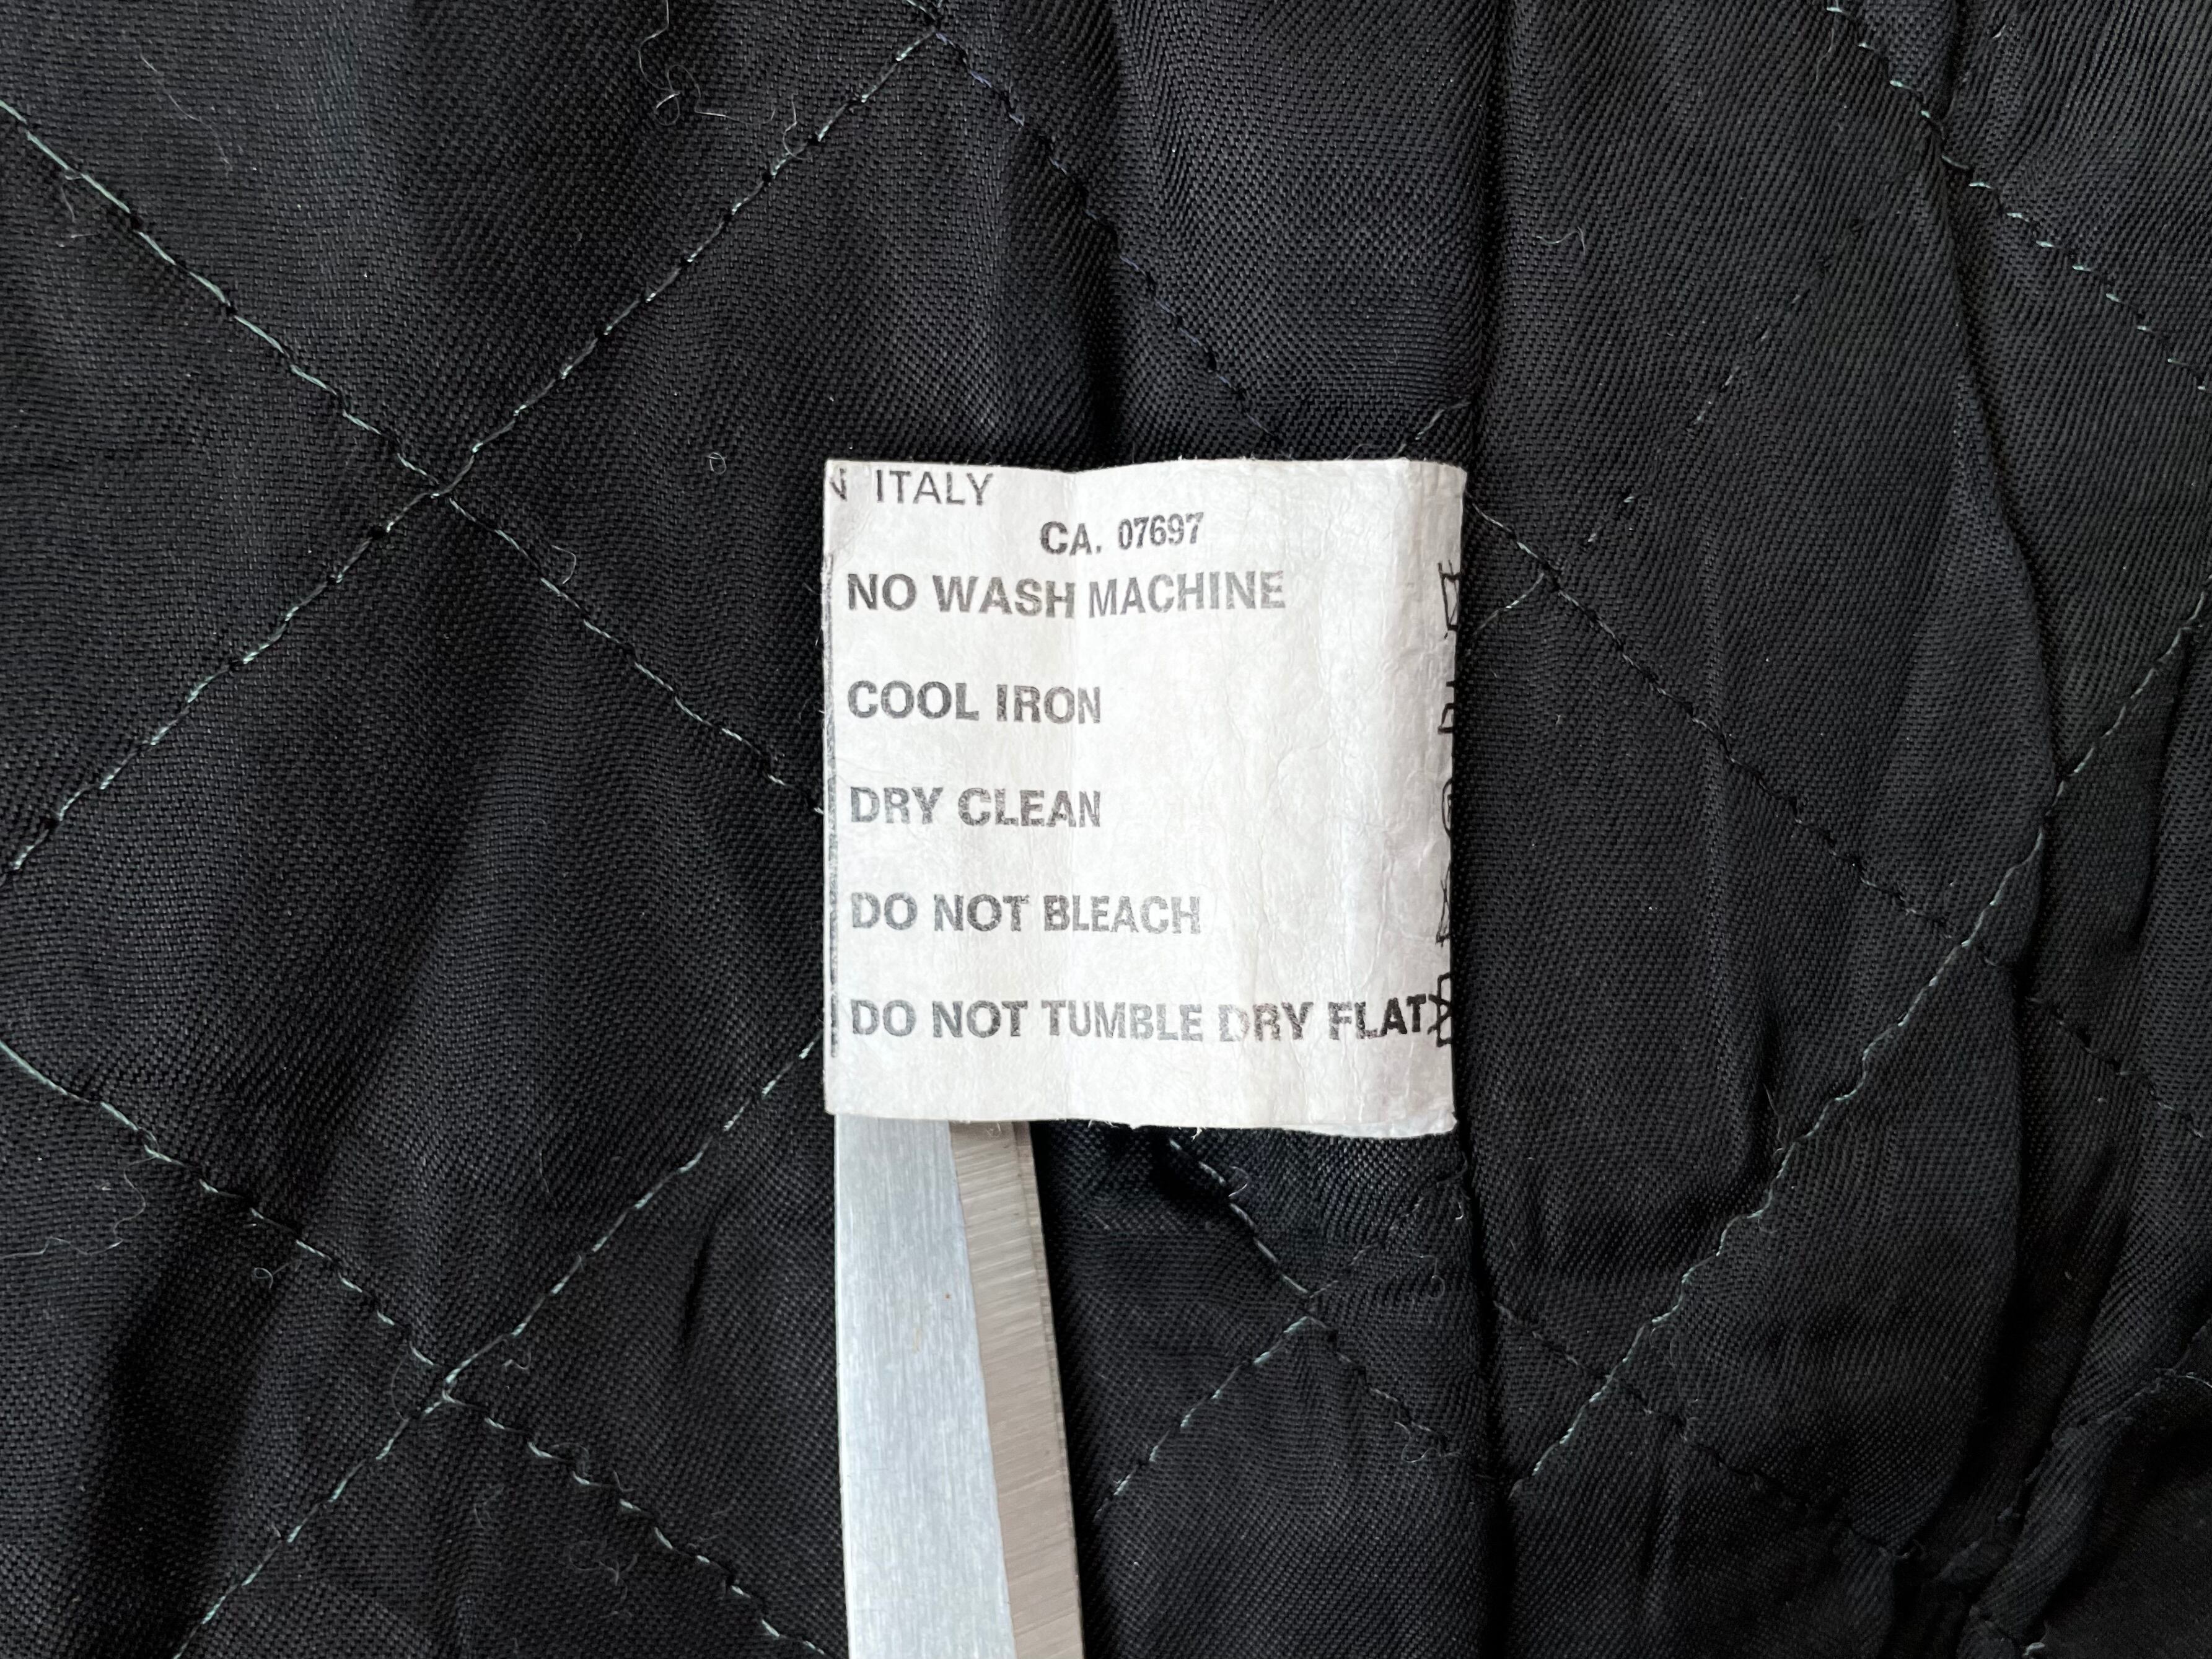 ITALY
CA. 07697
NO WASH MACHINE
COOL IRON
DRY CLEAN
DO NOT BLEACH
DO NOT TUMBLE DRY FLAT